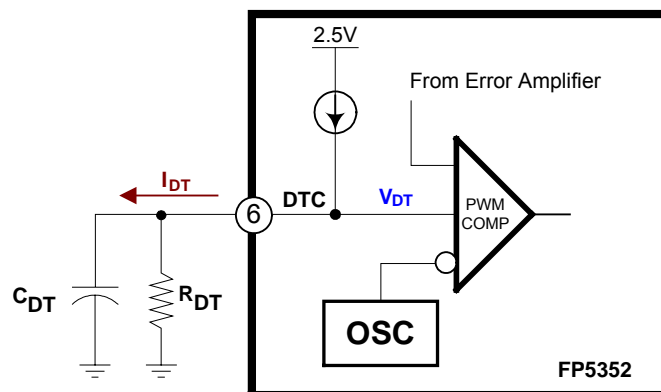 2.5V
From Error Amplifier
IDT
6
DTC
VDT
PWM
COMP
CDT
RDT
OSC
FP5352